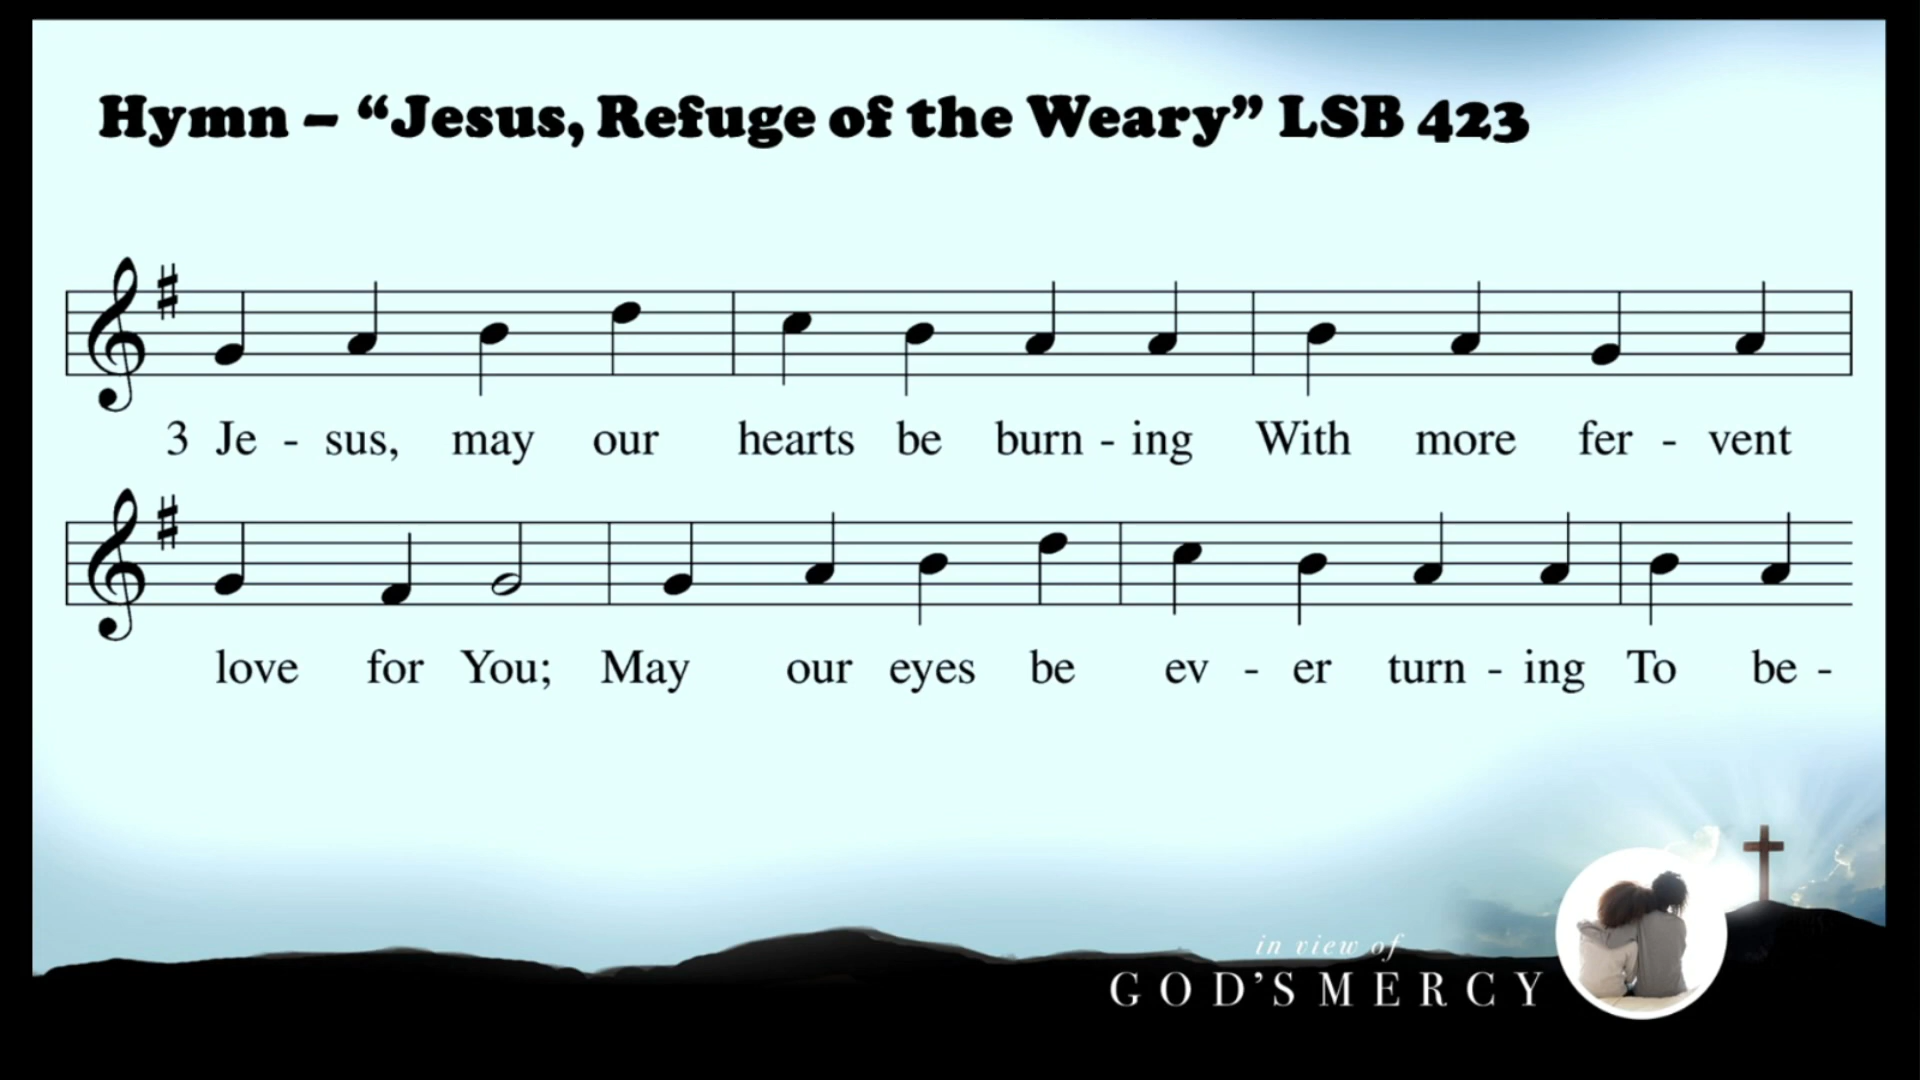 Hymn – “Jesus, Refuge of the Weary” LSB 423
3 Je - sus, may our hearts be burn - ing With more fer - vent
love for You; May our eyes be ev - er turn - ing To be -
in view of
GOD’S MERCY